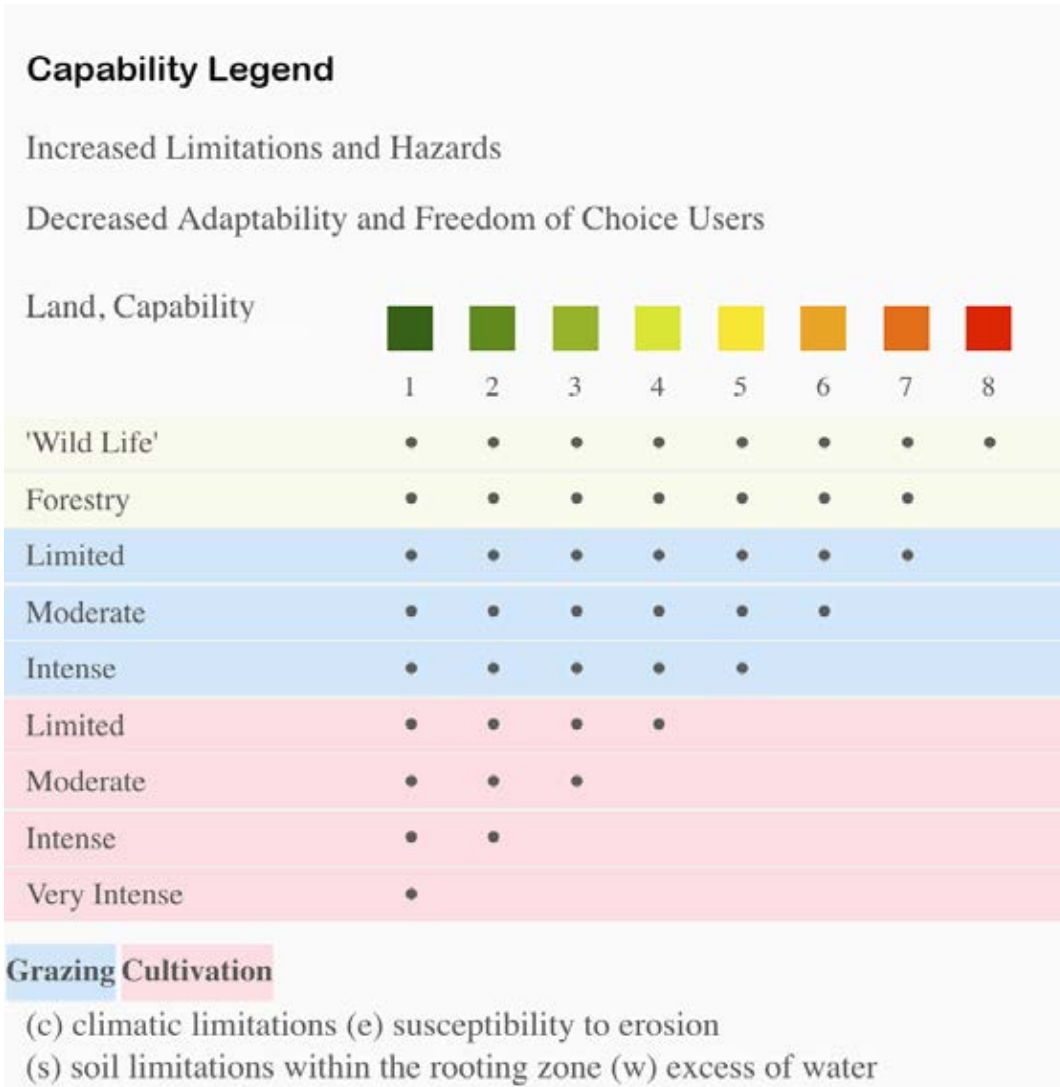 Capability Legend
Increased Limitations and Hazards
Decreased Adaptability and Freedom of Choice Users
Land, Capability
1 2 3 4 5 6 7 8
'Wild Life'
Forestry
Limited
Moderate
Intense
Limited
Moderate
Intense
Very Intense
Grazing Cultivation
(c) climatic limitations (e) susceptibility to erosion
(s) soil limitations within the rooting zone (w) excess of water